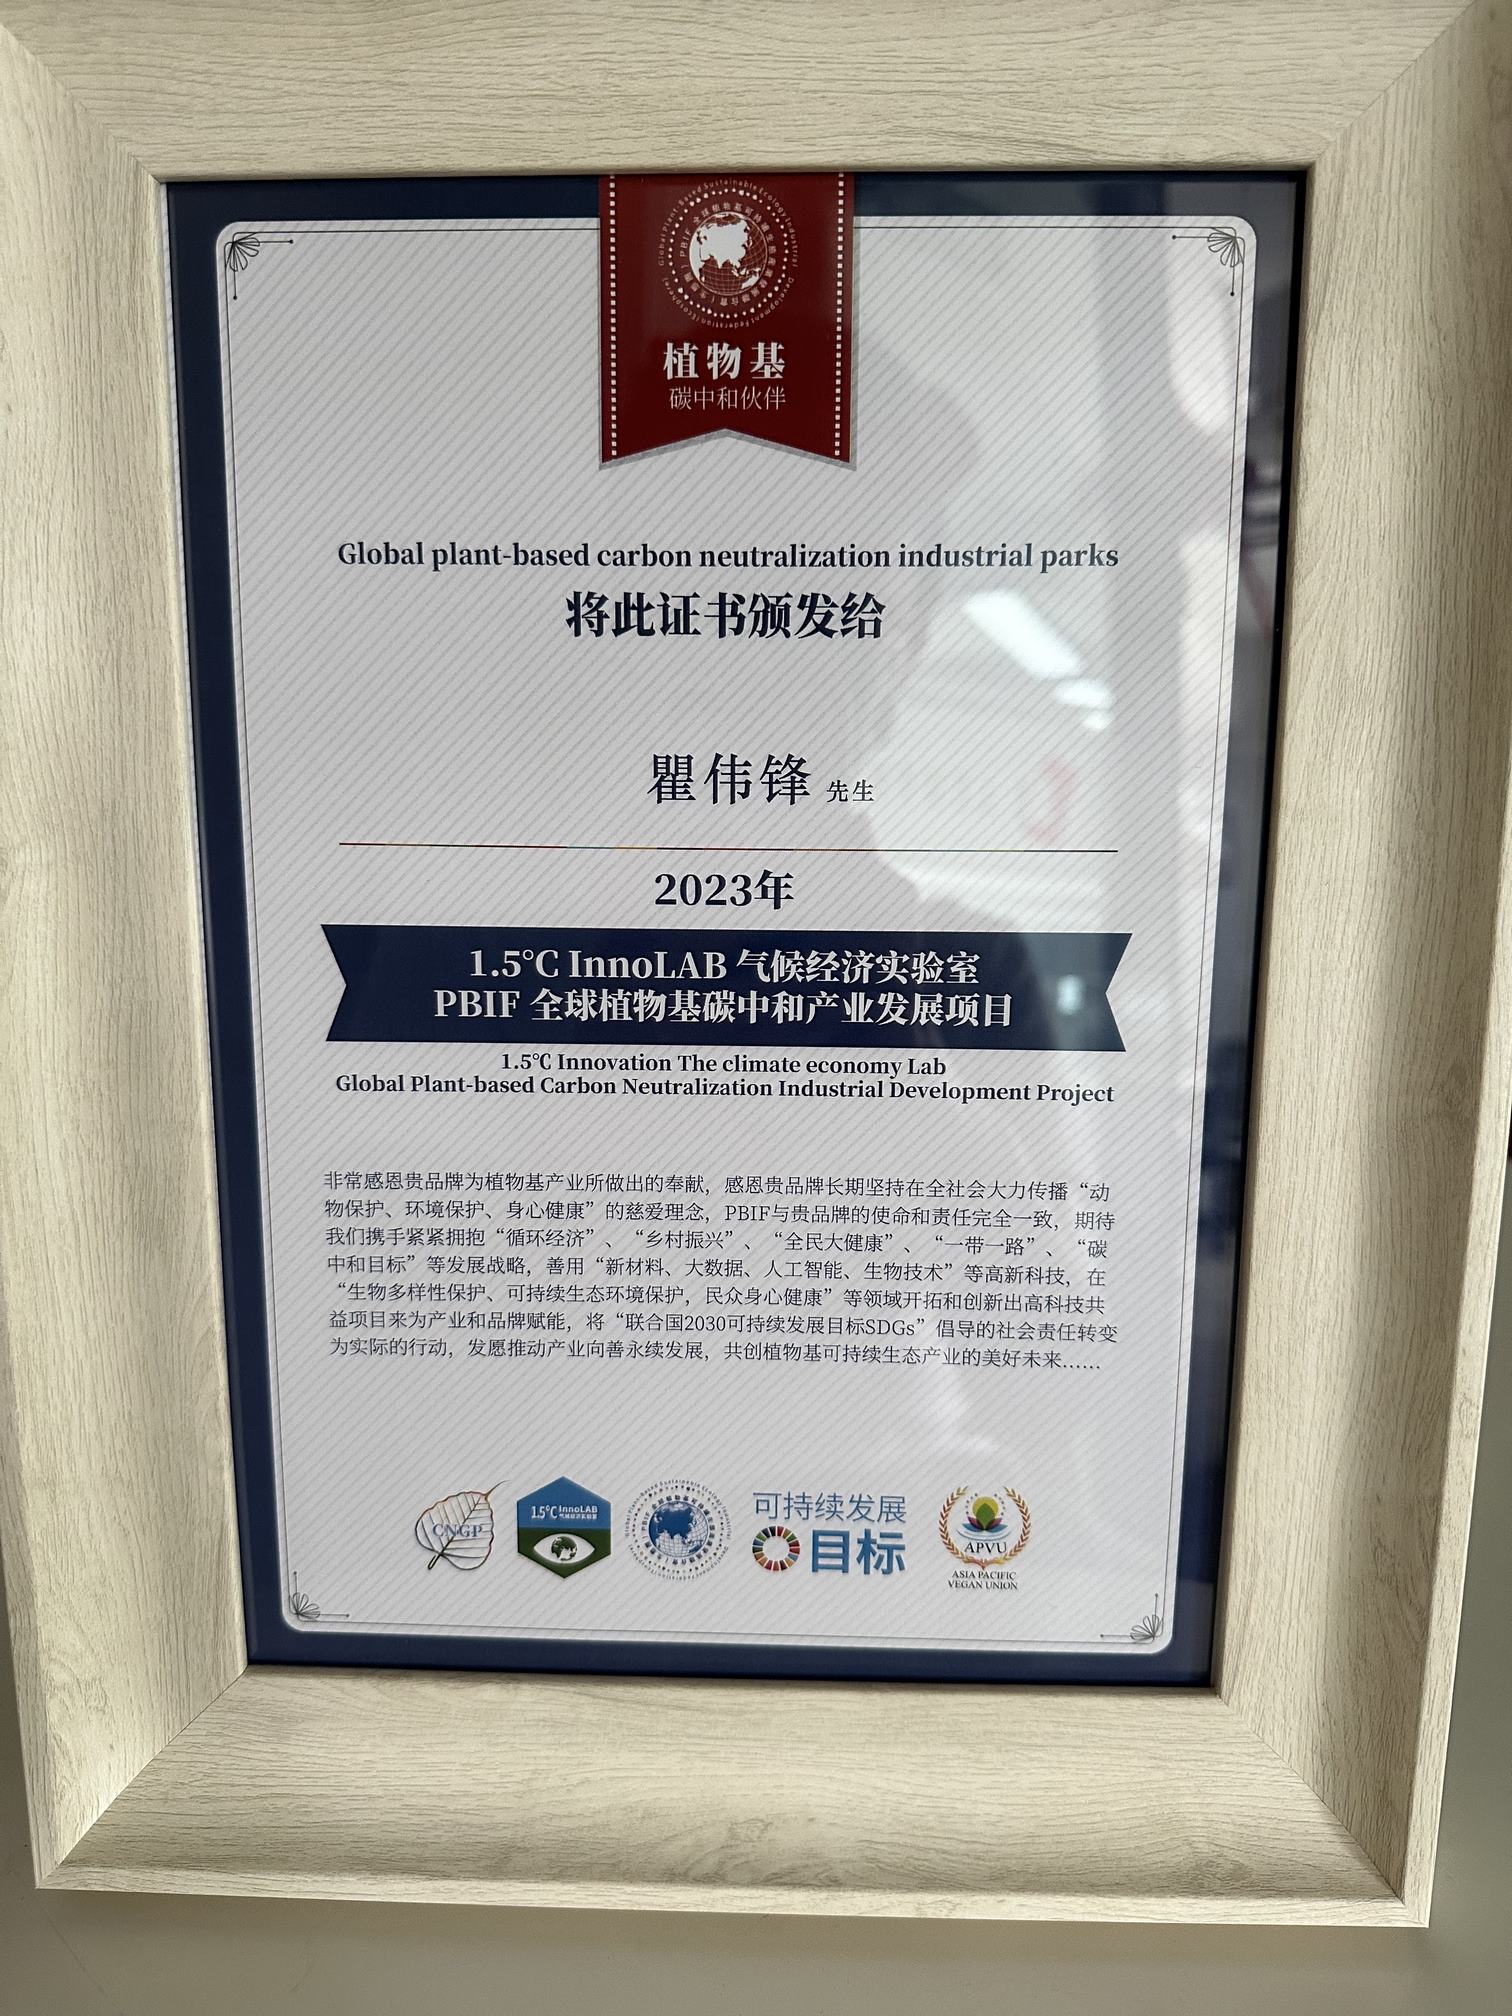 植物基
碳中和伙伴
Global plant-based carbon neutralization industrial parks
将此证书颁发给
瞿伟锋 先生
2023年
1.5℃ InnoLAB 气候经济实验室
PBIF 全球植物基碳中和产业发展项目
1.5℃ Innovation The climate economy Lab
Global Plant-based Carbon Neutralization Industrial Development Project
非常感恩贵品牌为植物基产业所做出的奉献，感恩贵品牌长期坚持在全社会大力传播“动
物保护、环境保护、身心健康”的慈爱理念，PBIF与贵品牌的使命和责任完全一致，期待
我们携手紧紧拥抱“循环经济”、“乡村振兴”、“全民大健康”、“一带一路”、“碳
中和目标”等发展战略，善用“新材料、大数据、人工智能、生物技术”等高新科技，在
“生物多样性保护、可持续生态环境保护，民众身心健康”等领域开拓和创新出高科技共
益项目来为产业和品牌赋能，将“联合国2030可持续发展目标SDGs”倡导的社会责任转变
为实际的行动，发愿推动产业向善永续发展，共创植物基可持续生态产业的美好未来……
CNGP
1.5℃ InnoLAB
气候经济实验室
可持续发展
目标
APVU
ASIA PACIFIC
VEGAN UNION